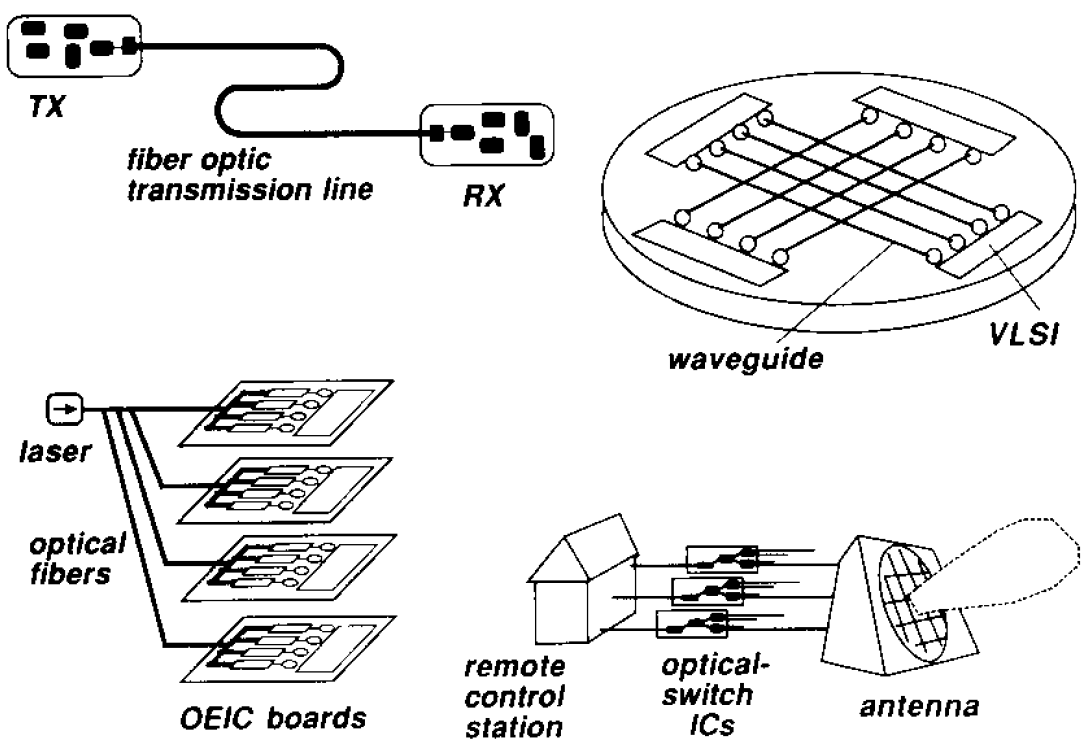 TX
fiber optic
transmission line
RX
waveguide
VLSI
laser
optical
fibers
OEIC boards
remote
control
station
optical-
switch
ICs
antenna